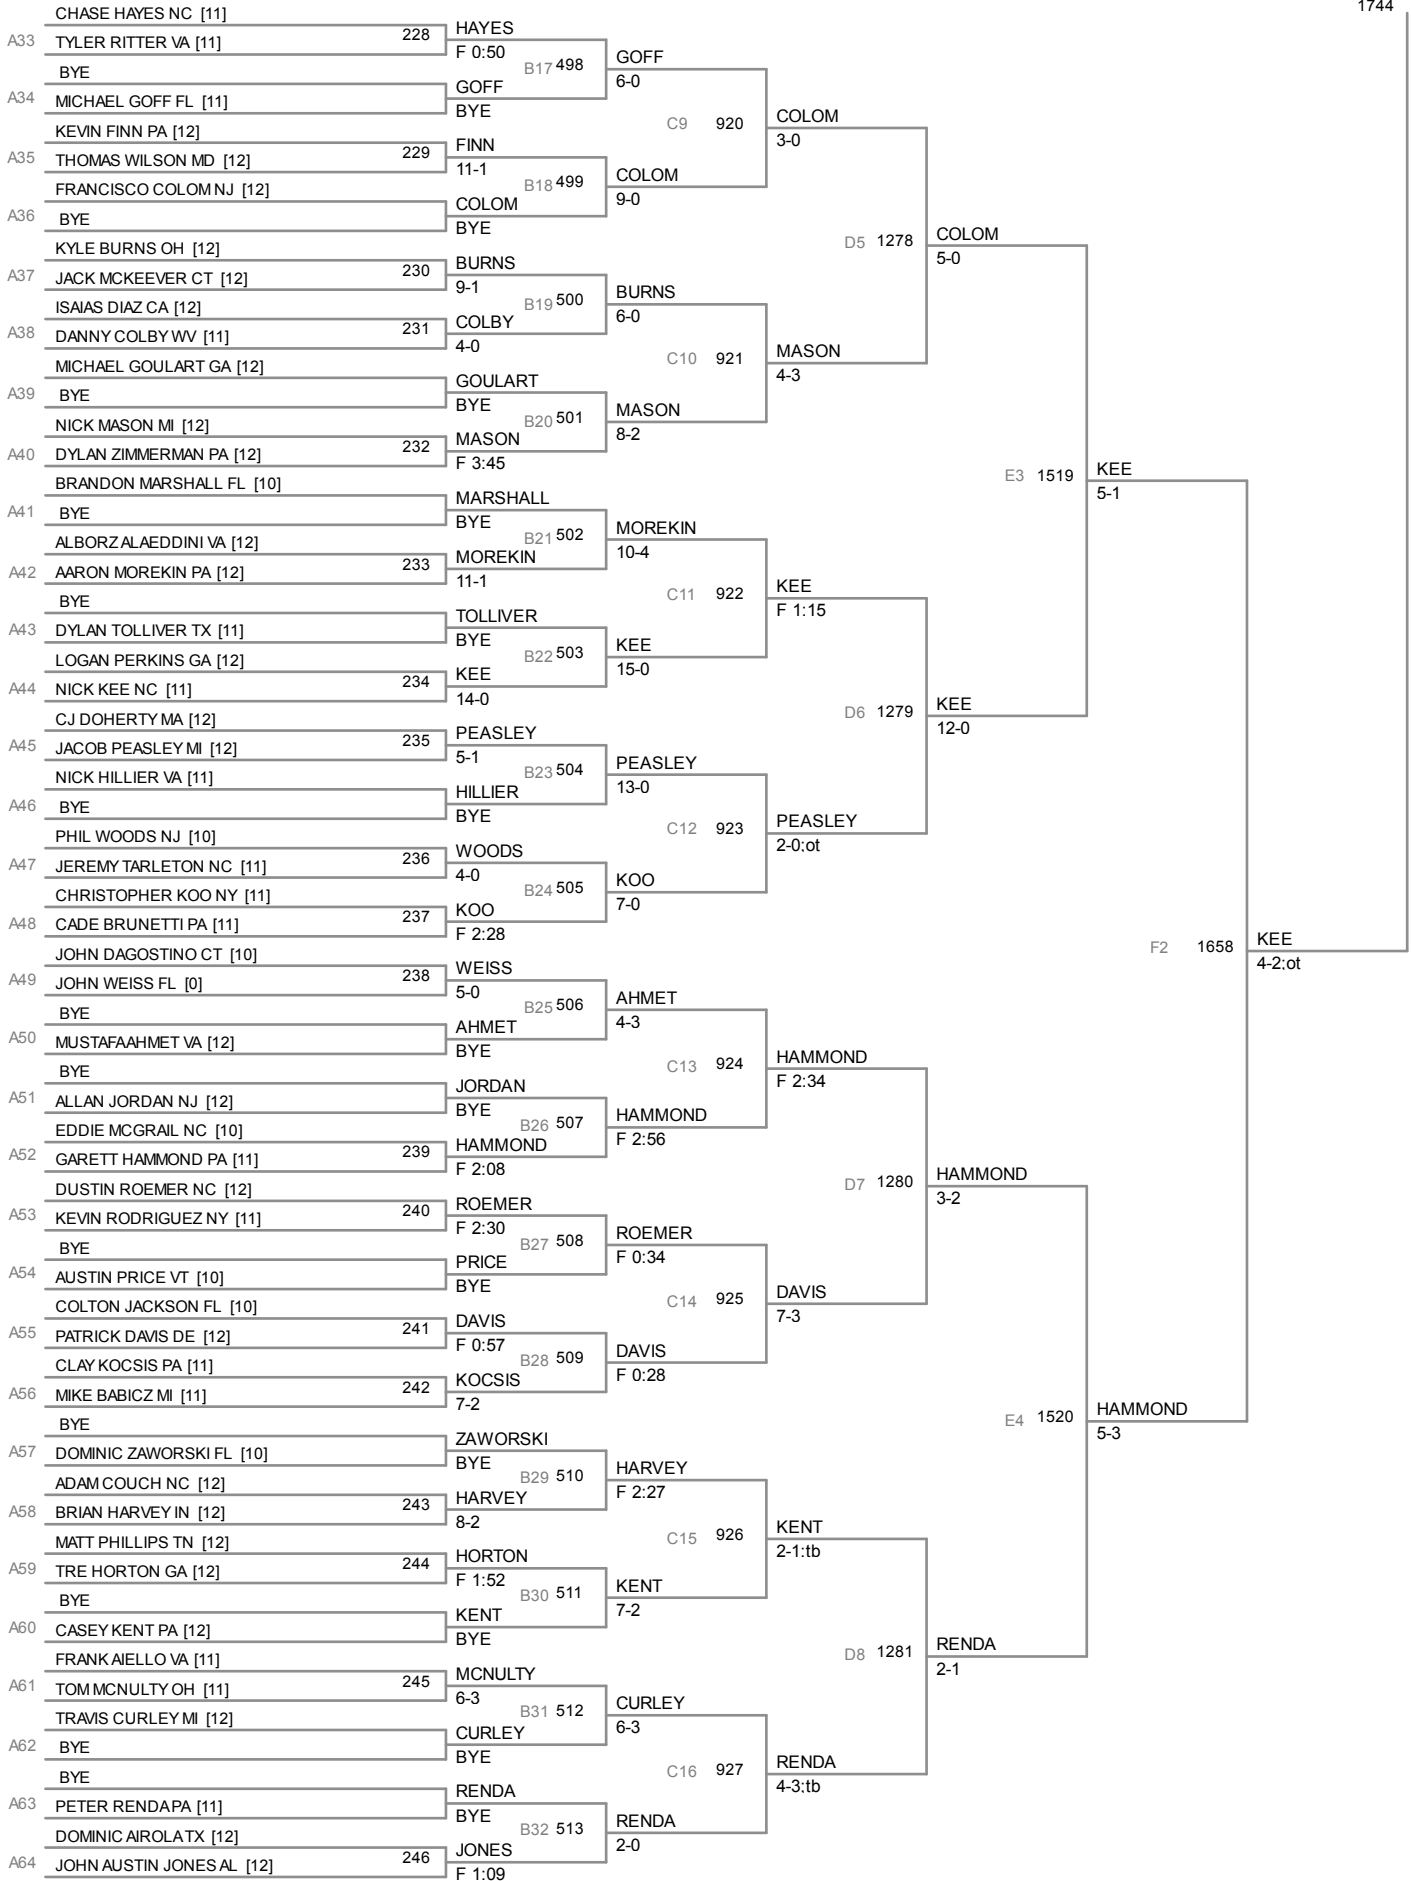 1744
CHASE HAYES NC [11]
A33
228
TYLER RITTER VA [11]
HAYES
F 0:50
B17 498
GOFF
6-0
BYE
A34
MICHAEL GOFF FL [11]
GOFF
BYE
C9 920
COLOM
3-0
KEVIN FINN PA [12]
A35
229
THOMAS WILSON MD [12]
FINN
11-1
B18 499
COLOM
9-0
FRANCISCO COLOM NJ [12]
A36
BYE
COLOM
BYE
D5 1278
COLOM
5-0
KYLE BURNS OH [12]
A37
230
JACK MCKEEVER CT [12]
BURNS
9-1
B19 500
BURNS
6-0
ISAIAS DIAZ CA [12]
A38
231
DANNY COLBY WV [11]
COLBY
4-0
C10 921
MASON
4-3
MICHAEL GOULART GA [12]
A39
BYE
GOULART
BYE
B20 501
MASON
8-2
NICK MASON MI [12]
A40
232
DYLAN ZIMMERMAN PA [12]
MASON
F 3:45
E3 1519
KEE
5-1
BRANDON MARSHALL FL [10]
A41
BYE
MARSHALL
BYE
B21 502
MOREKIN
10-4
ALBORZ ALAEDDINI VA [12]
A42
233
AARON MOREKIN PA [12]
MOREKIN
11-1
C11 922
KEE
F 1:15
BYE
A43
DYLAN TOLLIVER TX [11]
TOLLIVER
BYE
B22 503
KEE
15-0
LOGAN PERKINS GA [12]
A44
234
NICK KEE NC [11]
KEE
14-0
D6 1279
KEE
12-0
CJ DOHERTY MA [12]
A45
235
JACOB PEASLEY MI [12]
PEASLEY
5-1
B23 504
PEASLEY
13-0
NICK HILLIER VA [11]
A46
BYE
HILLIER
BYE
C12 923
PEASLEY
2-0;ot
PHIL WOODS NJ [10]
A47
236
JEREMY TARLETON NC [11]
WOODS
4-0
B24 505
KOO
7-0
CHRISTOPHER KOO NY [11]
A48
237
CADE BRUNETTI PA [11]
KOO
F 2:28
F2 1658
KEE
4-2;ot
JOHN DAGOSTINO CT [10]
A49
238
JOHN WEISS FL [0]
WEISS
5-0
B25 506
AHMET
4-3
BYE
A50
MUSTAFAAHMET VA [12]
AHMET
BYE
C13 924
HAMMOND
F 2:34
BYE
A51
ALLAN JORDAN NJ [12]
JORDAN
BYE
B26 507
HAMMOND
F 2:56
EDDIE MCGRAIL NC [10]
A52
239
GARETT HAMMOND PA [11]
HAMMOND
F 2:08
D7 1280
HAMMOND
3-2
DUSTIN ROEMER NC [12]
A53
240
KEVIN RODRIGUEZ NY [11]
ROEMER
F 2:30
B27 508
ROEMER
F 0:34
BYE
A54
AUSTIN PRICE VT [10]
PRICE
BYE
C14 925
DAVIS
7-3
COLTON JACKSON FL [10]
A55
241
PATRICK DAVIS DE [12]
DAVIS
F 0:57
B28 509
DAVIS
F 0:28
CLAY KOCSIS PA [11]
A56
242
MIKE BABICZ MI [11]
KOCSIS
7-2
E4 1520
HAMMOND
5-3
BYE
A57
DOMINIC ZAWORSKI FL [10]
ZAWORSKI
BYE
B29 510
HARVEY
F 2:27
ADAM COUCH NC [12]
A58
243
BRIAN HARVEY IN [12]
HARVEY
8-2
C15 926
KENT
2-1;tb
MATT PHILLIPS TN [12]
A59
244
TRE HORTON GA [12]
HORTON
F 1:52
B30 511
KENT
7-2
BYE
A60
CASEY KENT PA [12]
KENT
BYE
D8 1281
RENDA
2-1
FRANK AIELLO VA [11]
A61
245
TOM MCNULTY OH [11]
MCNULTY
6-3
B31 512
CURLEY
6-3
TRAVIS CURLEY MI [12]
A62
BYE
CURLEY
BYE
C16 927
RENDA
4-3;tb
BYE
A63
PETER RENDAPA [11]
RENDA
BYE
B32 513
RENDA
2-0
DOMINIC AIROLATX [12]
A64
246
JOHN AUSTIN JONES AL [12]
JONES
F 1:09